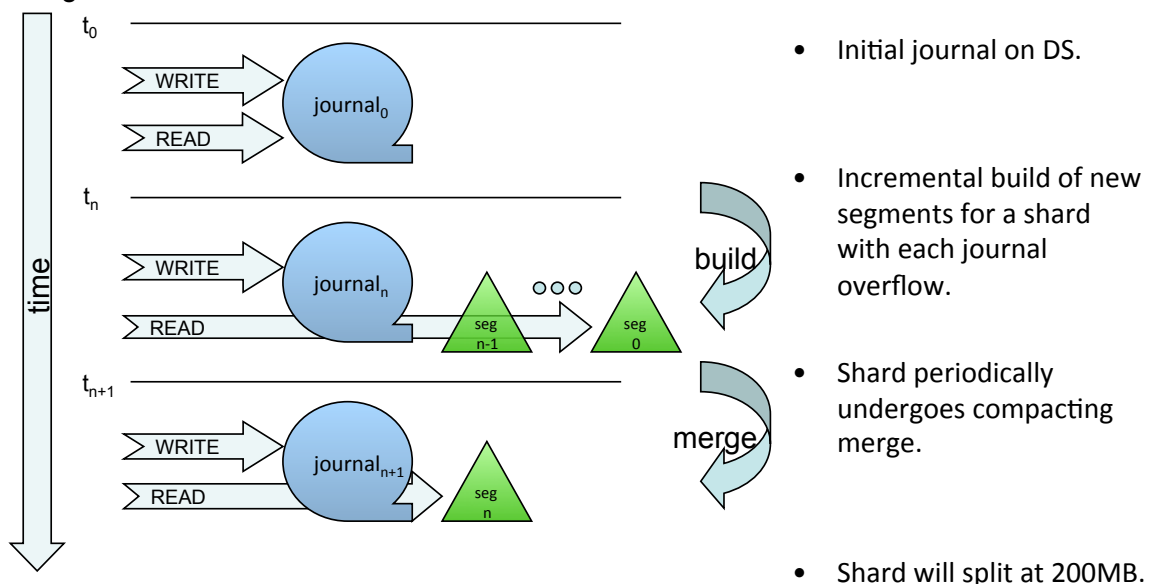 t0
WRITE
journal0
READ
• Initial journal on DS.
tn
WRITE
journaln
READ
seg
n-1
seg
0
build
• Incremental build of new
segments for a shard
with each journal
overflow.
time
tn+1
WRITE
journaln+1
READ
seg
n
merge
• Shard periodically
undergoes compacting
merge.
• Shard will split at 200MB.